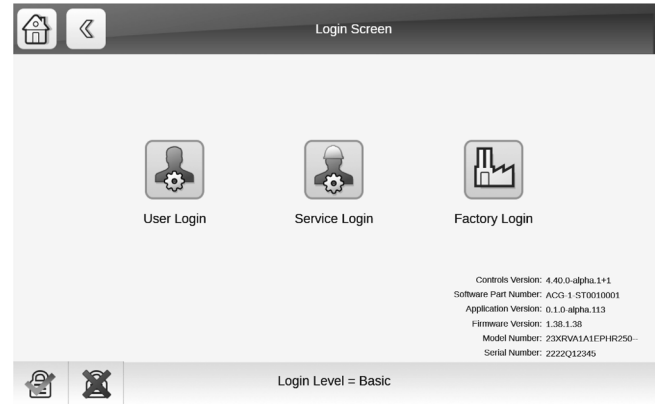 Login Screen
User Login
Service Login
Factory Login
Controls Version: 4.40.0-alpha.1+1
Software Part Number: ACG-1-ST0010001
Application Version: 0.1.0-alpha.113
Firmware Version: 1.38.1.38
Model Number: 23XRVA1A1EPHR250--
Serial Number: 2222Q12345
Login Level = Basic